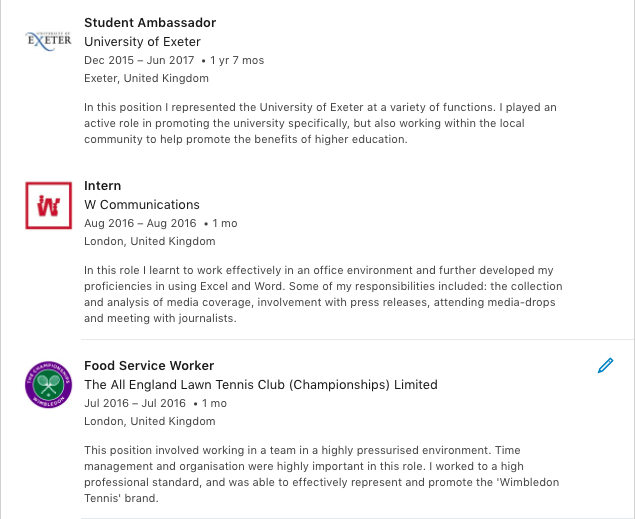 Student Ambassador
UNIVERSITY OF
EXETER
University of Exeter
Dec 2015 – Jun 2017 • 1 yr 7 mos
Exeter, United Kingdom
In this position I represented the University of Exeter at a variety of functions. I played an
active role in promoting the university specifically, but also working within the local
community to help promote the benefits of higher education.
Intern
W
W Communications
Aug 2016 – Aug 2016 • 1 mo
London, United Kingdom
In this role I learnt to work effectively in an office environment and further developed my
proficiencies in using Excel and Word. Some of my responsibilities included: the collection
and analysis of media coverage, involvement with press releases, attending media-drops
and meeting with journalists.
Food Service Worker
THE CHAMPIONSHIPS
WIMBLEDON
The All England Lawn Tennis Club (Championships) Limited
Jul 2016 – Jul 2016 • 1 mo
London, United Kingdom
This position involved working in a team in a highly pressurised environment. Time
management and organisation were highly important in this role. I worked to a high
professional standard, and was able to effectively represent and promote the 'Wimbledon
Tennis' brand.